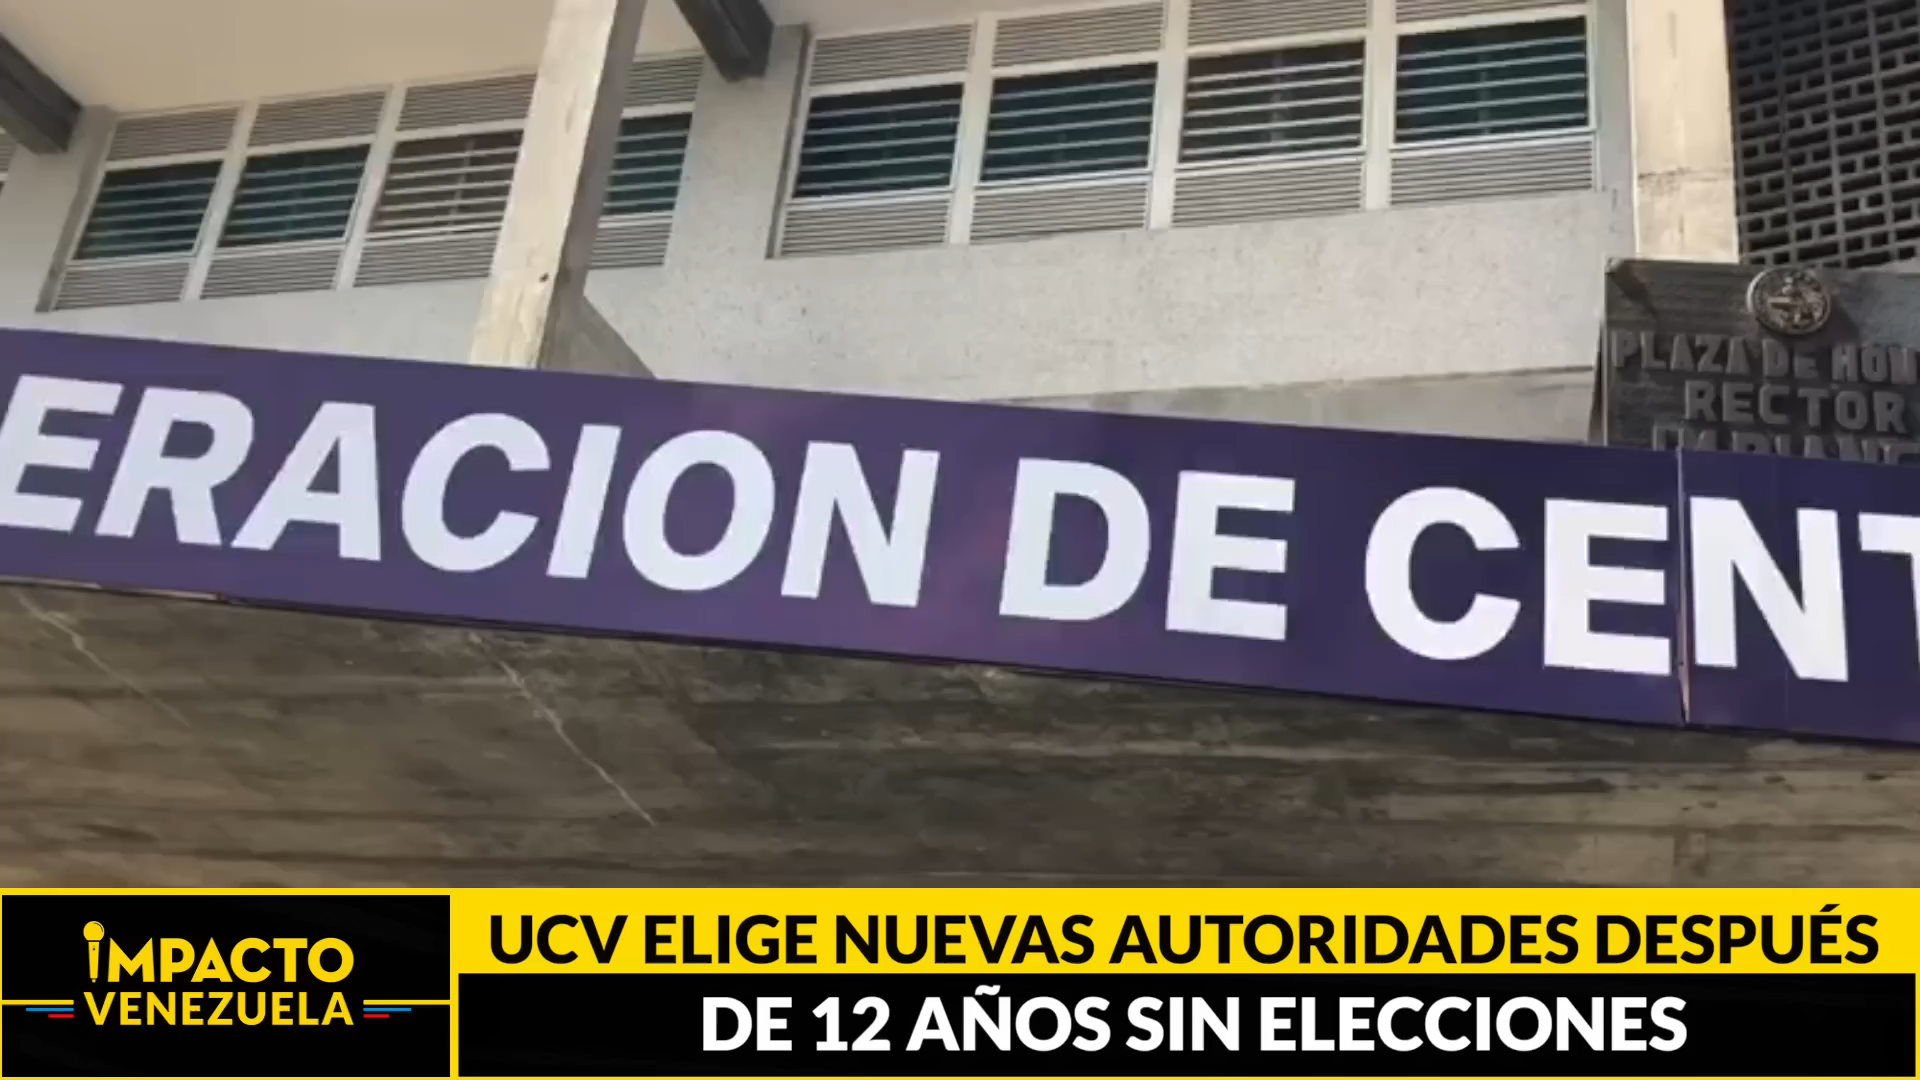 PLAZA DE HON
RECTOR
ERACION DE CENT
IMPACTO
VENEZUELA
UCV ELIGE NUEVAS AUTORIDADES DESPUÉS
DE 12 AÑOS SIN ELECCIONES